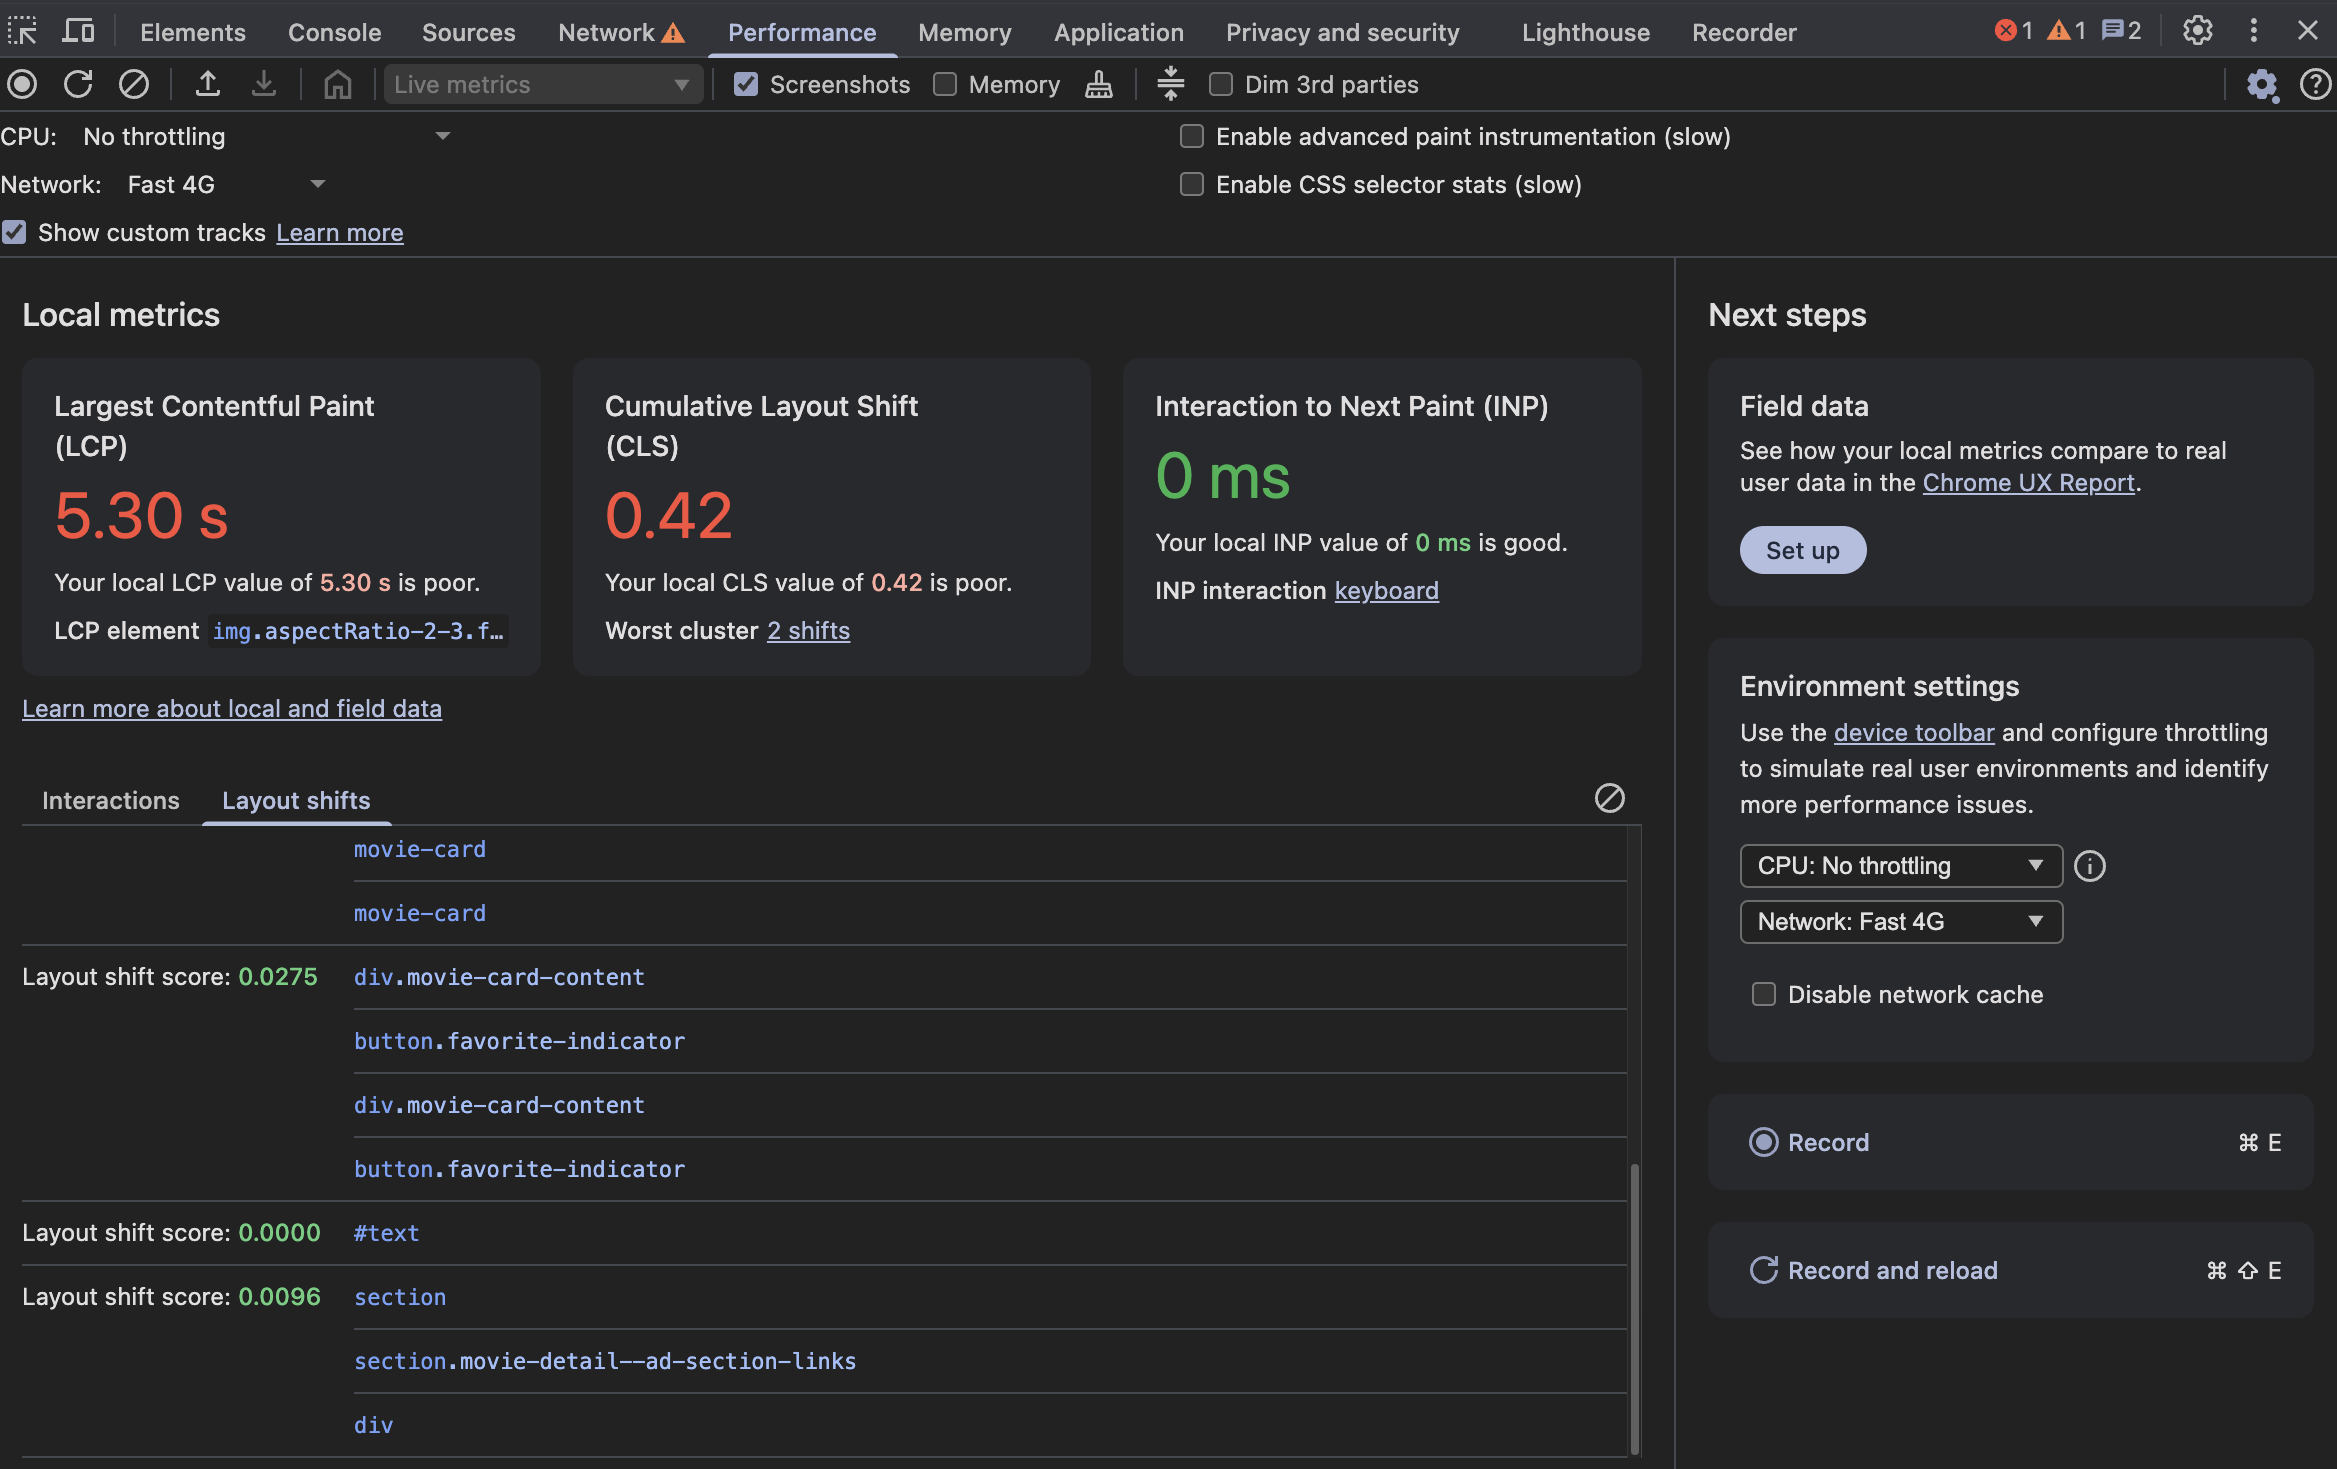 Elements Console Sources Network Performance Memory Application Privacy and security Lighthouse Recorder 1 1 2
Live metrics Screenshots Memory Dim 3rd parties
CPU: No throttling
Enable advanced paint instrumentation (slow)
Network: Fast 4G
Enable CSS selector stats (slow)
Show custom tracks Learn more
Local metrics
Largest Contentful Paint
(LCP)
5.30 s
Your local LCP value of 5.30 s is poor.
LCP element img.aspectRatio-2-3.f…
Cumulative Layout Shift
(CLS)
0.42
Your local CLS value of 0.42 is poor.
Worst cluster 2 shifts
Interaction to Next Paint (INP)
0 ms
Your local INP value of 0 ms is good.
INP interaction keyboard
Learn more about local and field data
Interactions Layout shifts
movie-card
movie-card
Layout shift score: 0.0275 div.movie-card-content
button.favorite-indicator
div.movie-card-content
button.favorite-indicator
Layout shift score: 0.0000 #text
Layout shift score: 0.0096 section
section.movie-detail--ad-section-links
div
Next steps
Field data
See how your local metrics compare to real
user data in the Chrome UX Report.
Set up
Environment settings
Use the device toolbar and configure throttling
to simulate real user environments and identify
more performance issues.
CPU: No throttling
Network: Fast 4G
Disable network cache
Record ⌘ E
Record and reload ⌘ ⇧ E